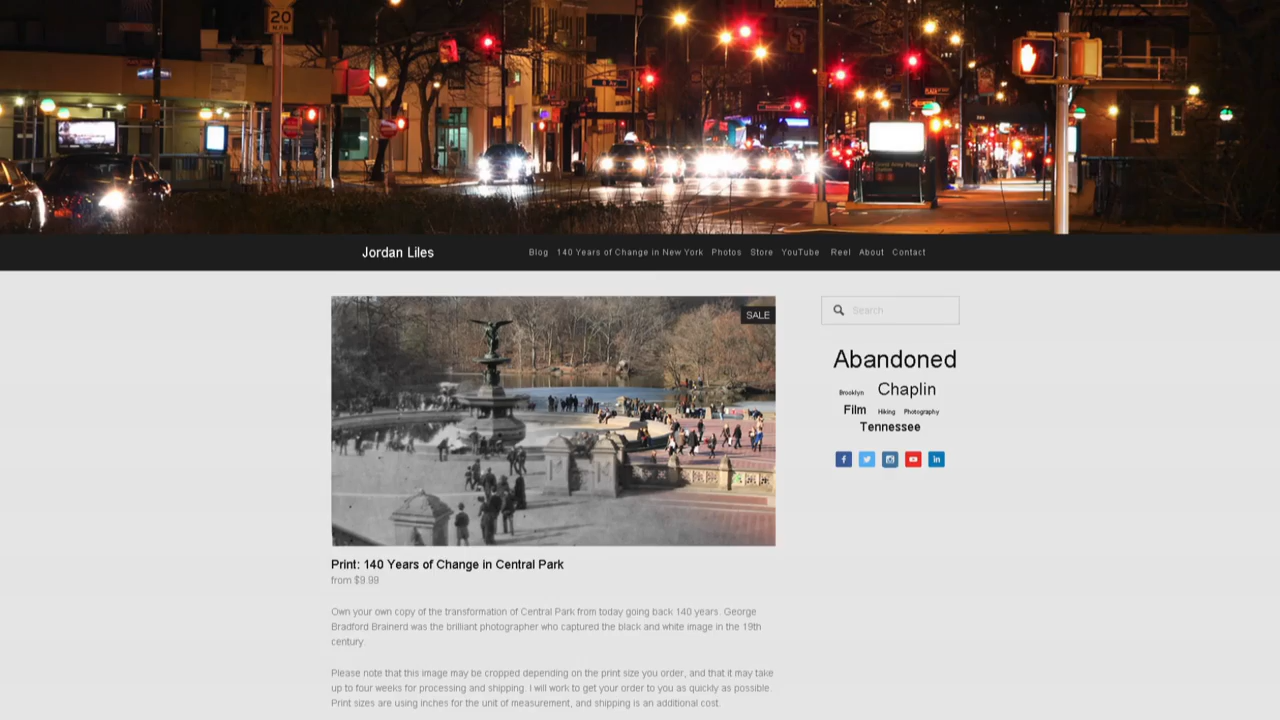 20
Jordan Liles
Blog 140 Years of Change in New York Photos Store YouTube Reel About Contact
SALE
Search
Abandoned
Brooklyn Chaplin
Film Hiking Photography
Tennessee
Print: 140 Years of Change in Central Park
from $9.99
Own your own copy of the transformation of Central Park from today going back 140 years. George
Bradford Brainerd was the brilliant photographer who captured the black and white image in the 19th
century.
Please note that this image may be cropped depending on the print size you order, and that it may take
up to four weeks for processing and shipping. I will work to get your order to you as quickly as possible.
Print sizes are using inches for the unit of measurement, and shipping is an additional cost.